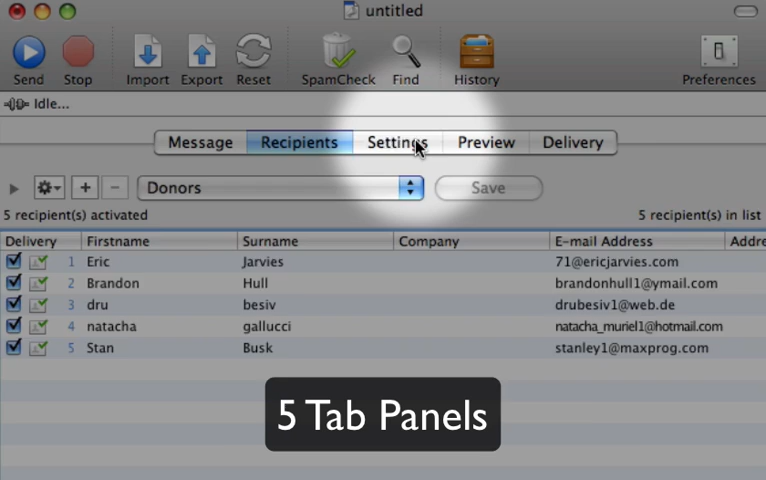 untitled
Send Stop Import Export Reset SpamCheck Find History Preferences
Idle...
Message Recipients Settings Preview Delivery
Donors Save
5 recipient(s) activated 5 recipient(s) in list
Delivery Firstname Surname Company E-mail Address Addre
1 Eric Jarvies 71@ericjarvies.com
2 Brandon Hull brandonhull1@ymail.com
3 dru besiv drubesiv1@web.de
4 natacha gallucci natacha_muriel1@hotmail.com
5 Stan Busk stanley1@maxprog.com
5 Tab Panels